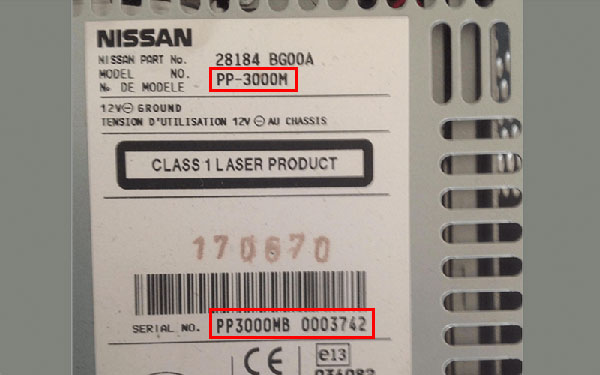 NISSAN
NISSAN PART No. 28184 BG00A
MODEL NO. PP-3000M
No DE MODELE
12V⊖GROUND
TENSION D'UTILISATION 12V ⊖ AU CHASSIS
CLASS 1 LASER PRODUCT
170670
SERIAL NO. PP3000MB 0003742
CE e13